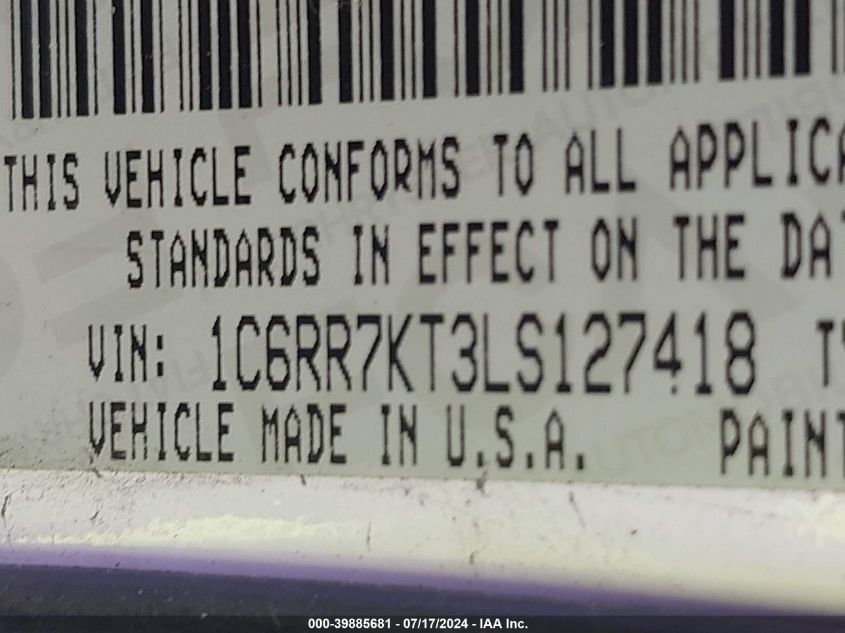 THIS VEHICLE CONFORMS TO ALL APPLICA
STANDARDS IN EFFECT ON THE DA
VIN: 1C6RR7KT3LS127418 T
VEHICLE MADE IN U.S.A. PAINT
000-39885681 - 07/17/2024 - IAA Inc.